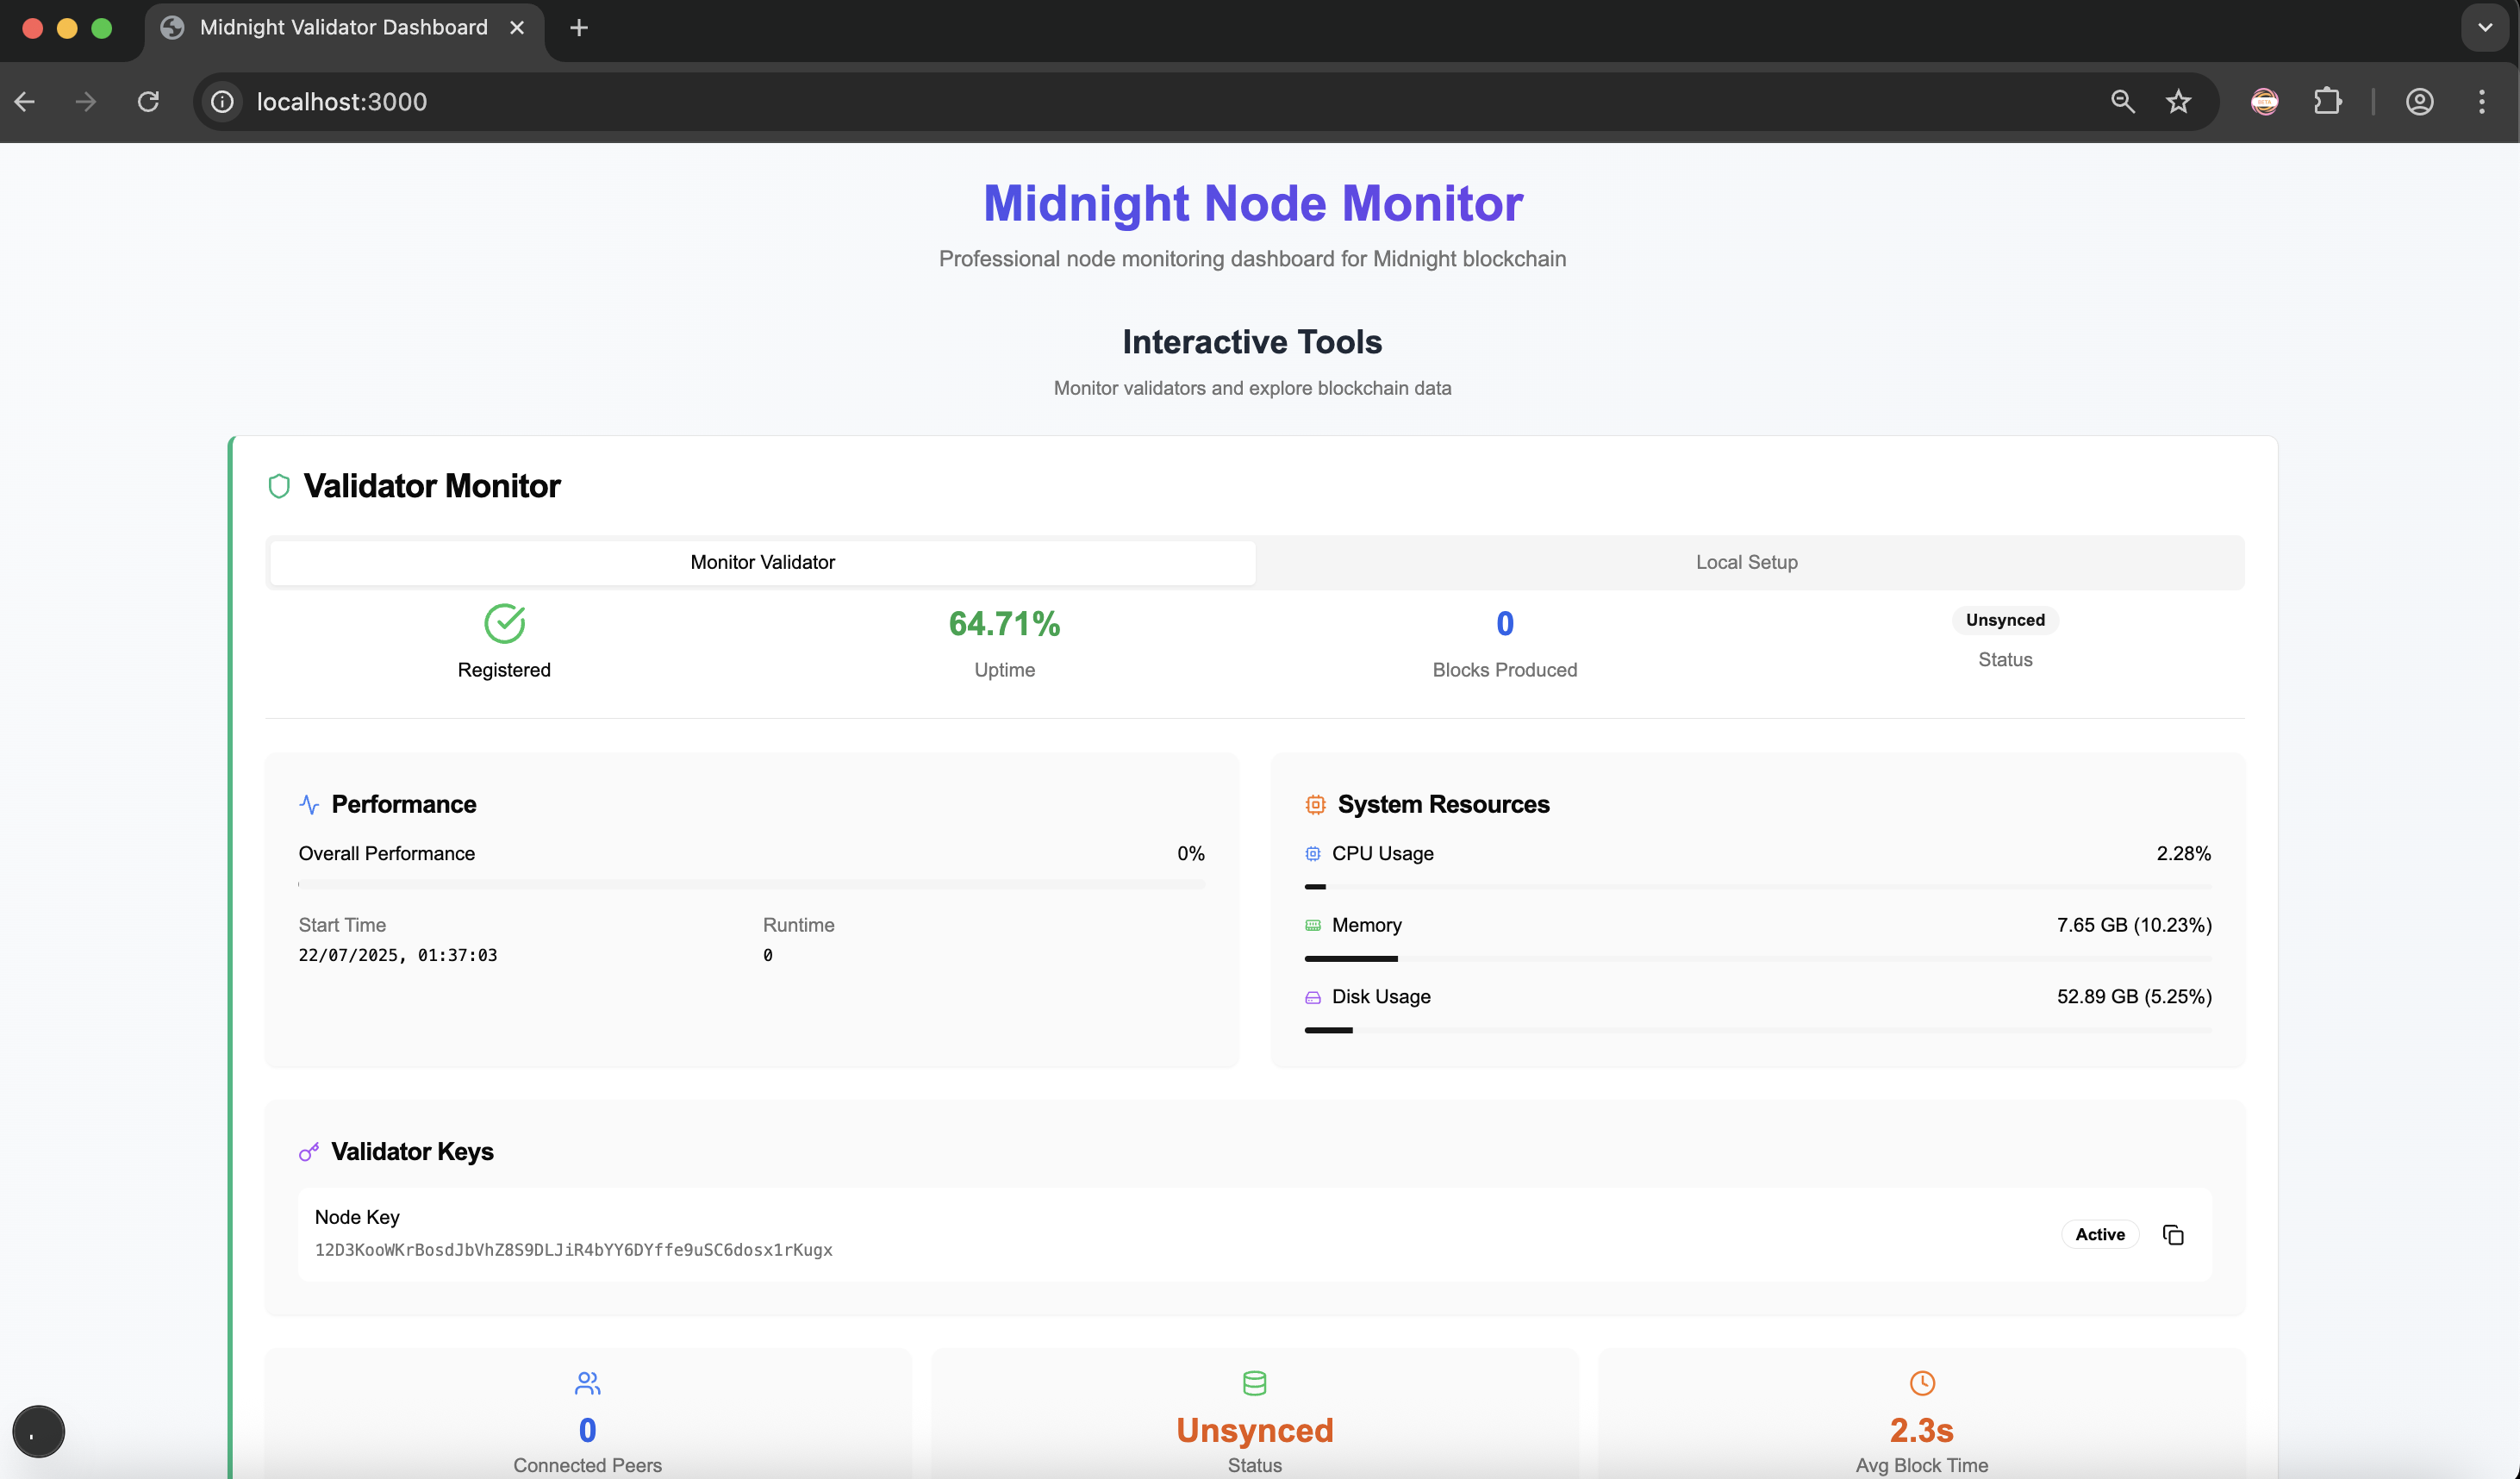 Midnight Validator Dashboard
localhost:3000
Midnight Node Monitor
Professional node monitoring dashboard for Midnight blockchain
Interactive Tools
Monitor validators and explore blockchain data
Validator Monitor
Monitor Validator
Local Setup
Registered
64.71%
Uptime
0
Blocks Produced
Unsynced
Status
Performance
Overall Performance
0%
Start Time
22/07/2025, 01:37:03
Runtime
0
System Resources
CPU Usage
2.28%
Memory
7.65 GB (10.23%)
Disk Usage
52.89 GB (5.25%)
Validator Keys
Node Key
12D3KooWKrBosdJbVhZ8S9DLJiR4bYY6DYffe9uSC6dosx1rKugx
Active
0
Connected Peers
Unsynced
Status
2.3s
Avg Block Time